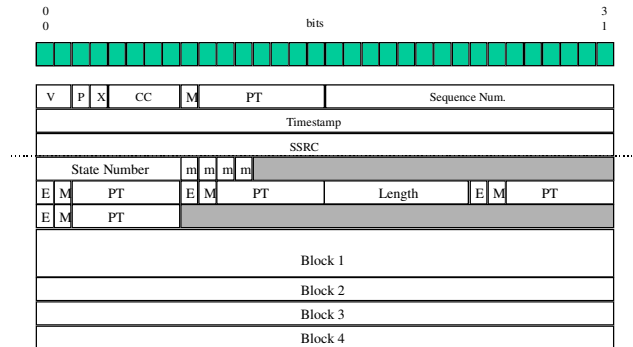 0 bits 3
0 1
V P X CC M PT Sequence Num.
Timestamp
SSRC
State Number m m m m
E M PT E M PT Length E M PT
E M PT
Block 1
Block 2
Block 3
Block 4